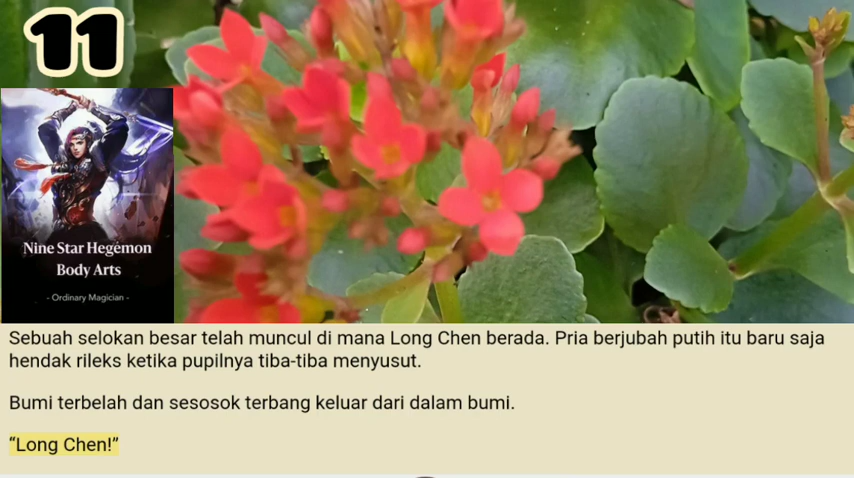 11
Nine Star Hegemon
Body Arts
- Ordinary Magician -
Sebuah selokan besar telah muncul di mana Long Chen berada. Pria berjubah putih itu baru saja
hendak rileks ketika pupilnya tiba-tiba menyusut.
Bumi terbelah dan sesosok terbang keluar dari dalam bumi.
“Long Chen!”